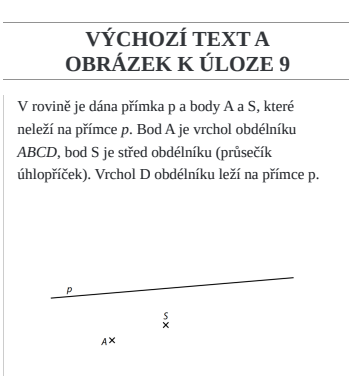 VÝCHOZÍ TEXT A
OBRÁZEK K ÚLOZE 9
V rovině je dána přímka p a body A a S, které
neleží na přímce p. Bod A je vrchol obdélníku
ABCD, bod S je střed obdélníku (průsečík
úhlopříček). Vrchol D obdélníku leží na přímce p.
p
S
A